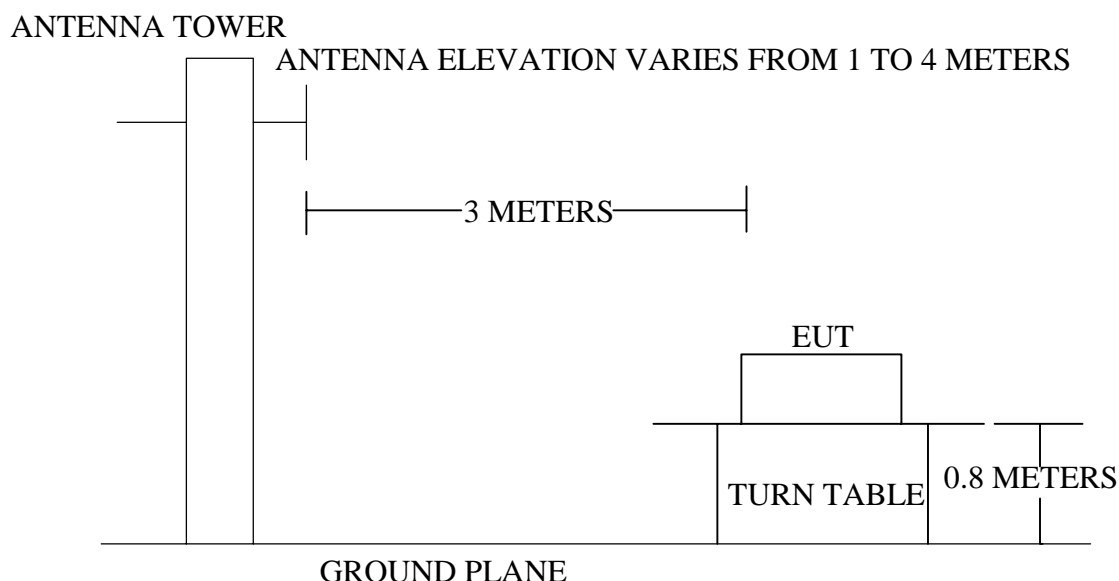 ANTENNA TOWER
ANTENNA ELEVATION VARIES FROM 1 TO 4 METERS
3 METERS
EUT
0.8 METERS
TURN TABLE
GROUND PLANE